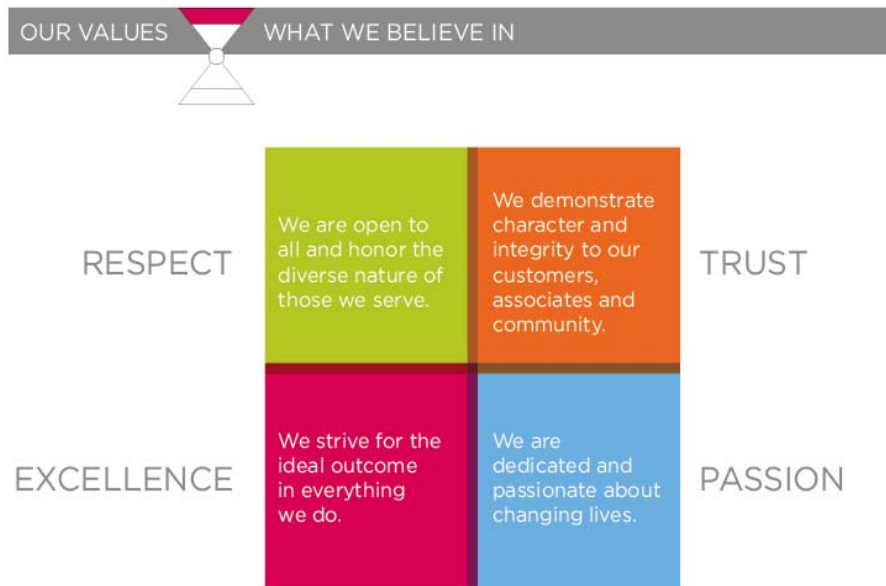 OUR VALUES
WHAT WE BELIEVE IN
RESPECT
We are open to
all and honor the
diverse nature of
those we serve.
We demonstrate
character and
integrity to our
customers,
associates and
community.
TRUST
EXCELLENCE
We strive for the
ideal outcome
in everything
we do.
We are
dedicated and
passionate about
changing lives.
PASSION